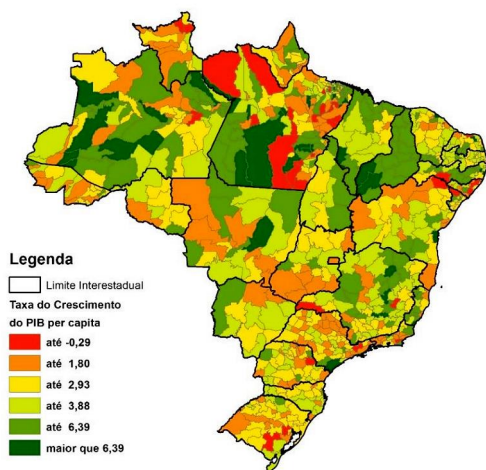 Legenda
Limite Interestadual
Taxa do Crescimento
do PIB per capita
até -0,29
até 1,80
até 2,93
até 3,88
até 6,39
maior que 6,39